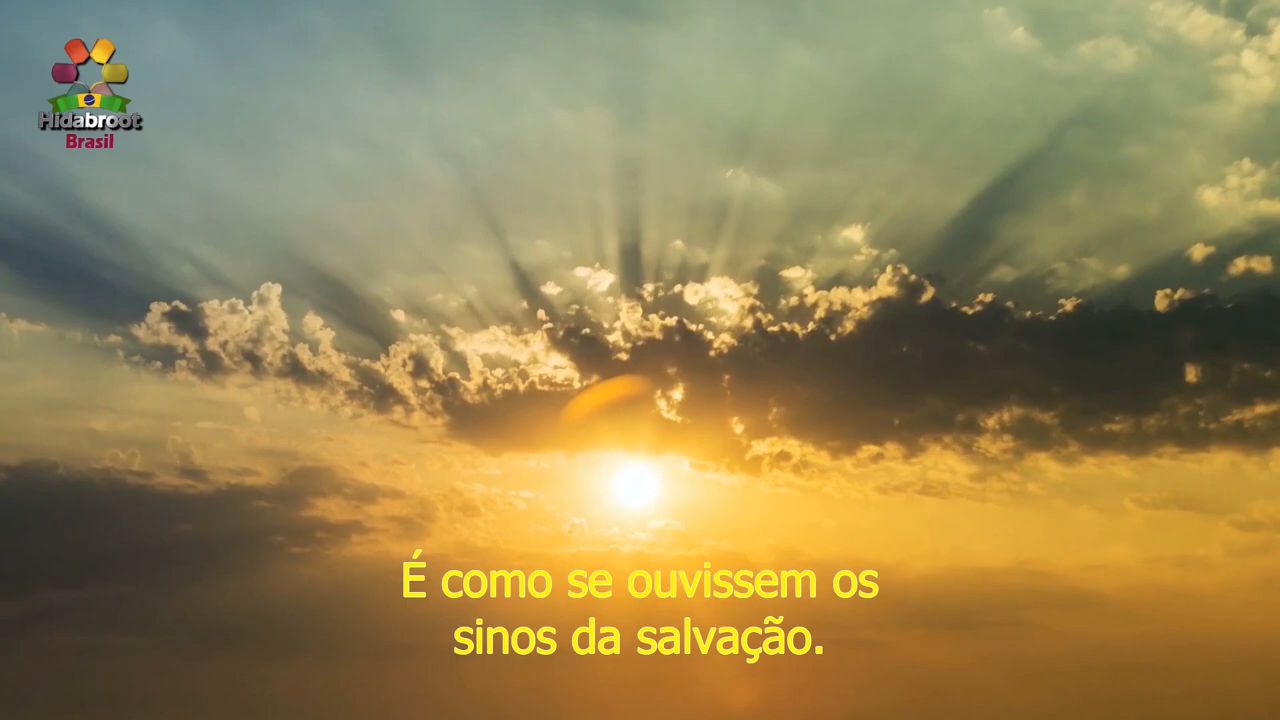 Hidabroot
Brasil
É como se ouvissem os
sinos da salvação.